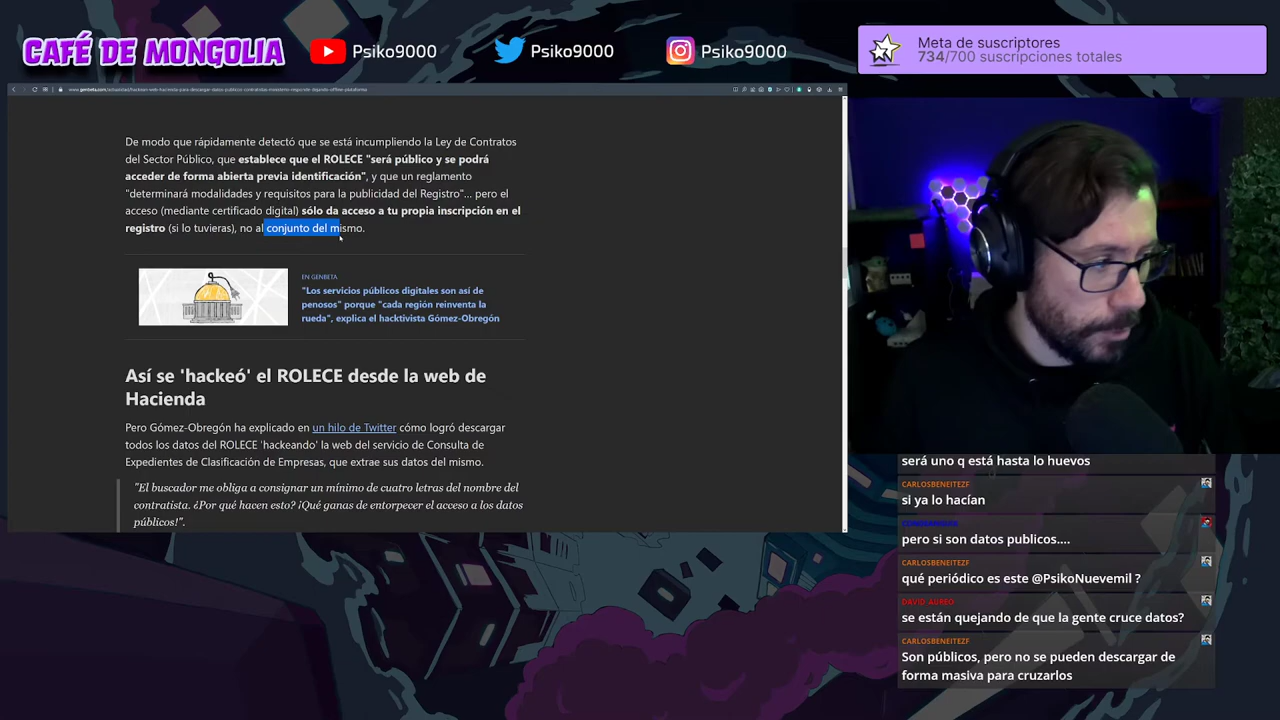 CAFÉ DE MONGOLIA
Psiko9000
Psiko9000
Psiko9000
Meta de suscriptores
734/700 suscripciones totales
De modo que rápidamente detectó que se está incumpliendo la Ley de Contratos
del Sector Público, que establece que el ROLECE "será público y se podrá
acceder de forma abierta previa identificación", y que un reglamento
"determinará modalidades y requisitos para la publicidad del Registro"... pero el
acceso (mediante certificado digital) sólo da acceso a tu propia inscripción en el
registro (si lo tuvieras), no al conjunto del mismo.
EN GENBETA
"Los servicios públicos digitales son así de
penosos" porque "cada región reinventa la
rueda", explica el hacktivista Gómez-Obregón
Así se 'hackeó' el ROLECE desde la web de
Hacienda
Pero Gómez-Obregón ha explicado en un hilo de Twitter cómo logró descargar
todos los datos del ROLECE 'hackeando' la web del servicio de Consulta de
Expedientes de Clasificación de Empresas, que extrae sus datos del mismo.
"El buscador me obliga a consignar un mínimo de cuatro letras del nombre del
contratista. ¿Por qué hacen esto? ¡Qué ganas de entorpecer el acceso a los datos
públicos!".
será uno q está hasta lo huevos
CARLOSBENEITEZF
si ya lo hacían
pero si son datos publicos....
CARLOSBENEITEZF
qué periódico es este @PsikoNuevemil ?
DAVID_AUREO
se están quejando de que la gente cruce datos?
CARLOSBENEITEZF
Son públicos, pero no se pueden descargar de
forma masiva para cruzarlos